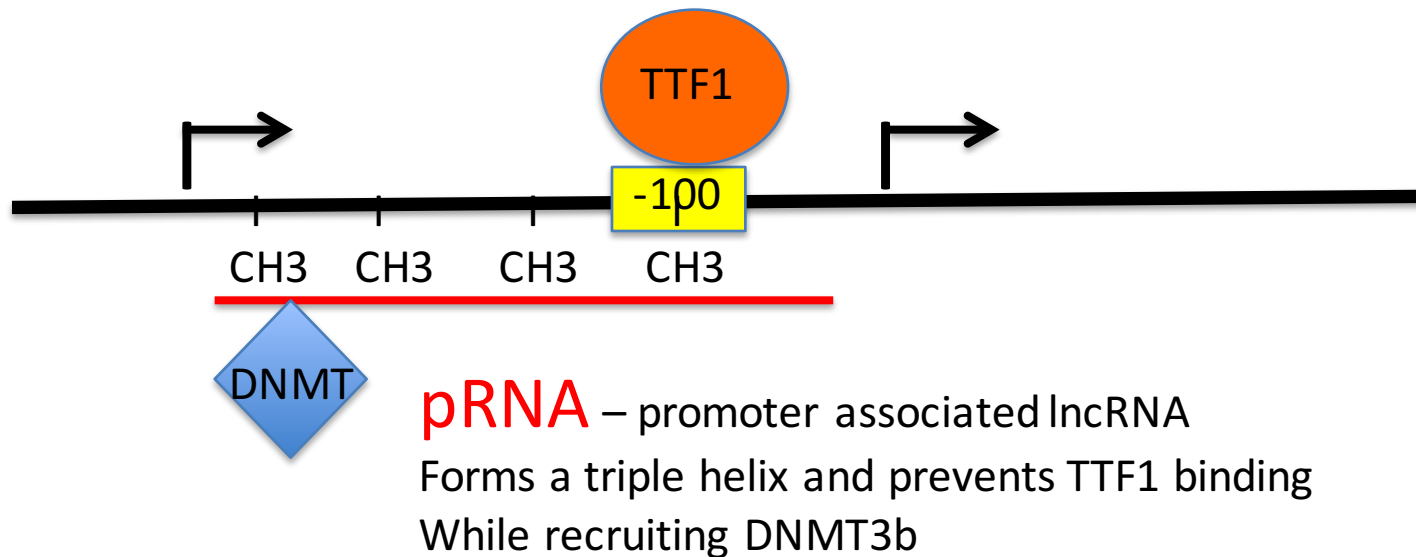 TTF1
-100
CH3 CH3 CH3 CH3
DNMT
pRNA – promoter associated lncRNA
Forms a triple helix and prevents TTF1 binding
While recruiting DNMT3b